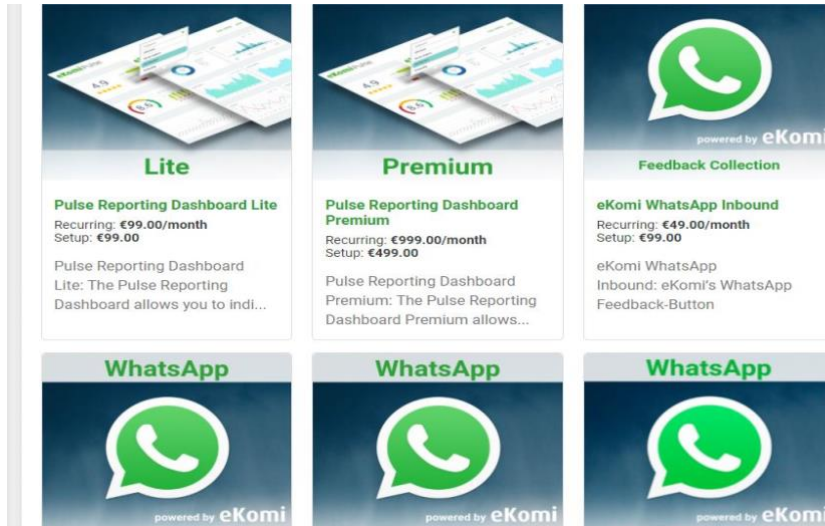 Lite
Pulse Reporting Dashboard Lite
Recurring: €99.00/month
Setup: €99.00
Pulse Reporting Dashboard
Lite: The Pulse Reporting
Dashboard allows you to indi...
Premium
Pulse Reporting Dashboard
Premium
Recurring: €999.00/month
Setup: €499.00
Pulse Reporting Dashboard
Premium: The Pulse Reporting
Dashboard Premium allows...
powered by eKomi
Feedback Collection
eKomi WhatsApp Inbound
Recurring: €49.00/month
Setup: €99.00
eKomi WhatsApp
Inbound: eKomi's WhatsApp
Feedback-Button
WhatsApp
powered by eKomi
WhatsApp
powered by eKomi
WhatsApp
powered by eKomi